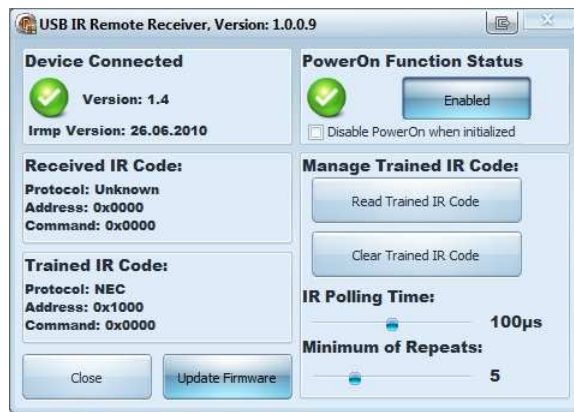 USB IR Remote Receiver, Version: 1.0.0.9
Device Connected
Version: 1.4
Irmp Version: 26.06.2010
PowerOn Function Status
Enabled
Disable PowerOn when initialized
Received IR Code:
Protocol: Unknown
Address: 0x0000
Command: 0x0000
Trained IR Code:
Protocol: NEC
Address: 0x1000
Command: 0x0000
Close
Update Firmware
Manage Trained IR Code:
Read Trained IR Code
Clear Trained IR Code
IR Polling Time:
100µs
Minimum of Repeats:
5